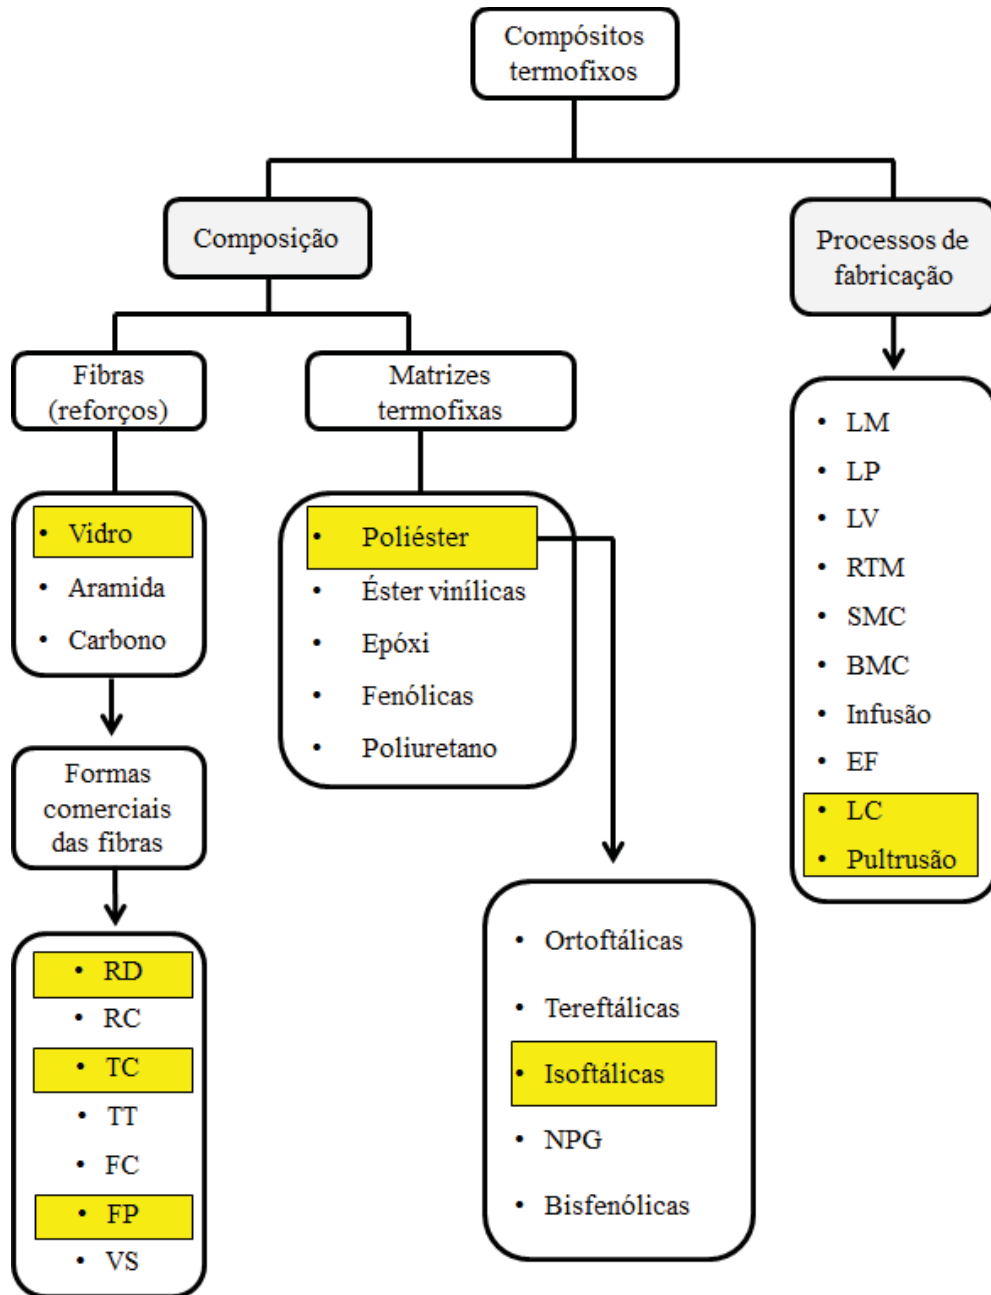 Compósitos
termofixos
Composição
Processos de
fabricação
Fibras
(reforços)
Matrizes
termofixas
• Vidro
• Aramida
• Carbono
• Poliéster
• Éster vinílicas
• Epóxi
• Fenólicas
• Poliuretano
• LM
• LP
• LV
• RTM
• SMC
• BMC
• Infusão
• EF
• LC
• Pultrusão
Formas
comerciais
das fibras
• RD
• RC
• TC
• TT
• FC
• FP
• VS
• Ortoftálicas
• Tereftálicas
• Isoftálicas
• NPG
• Bisfenólicas